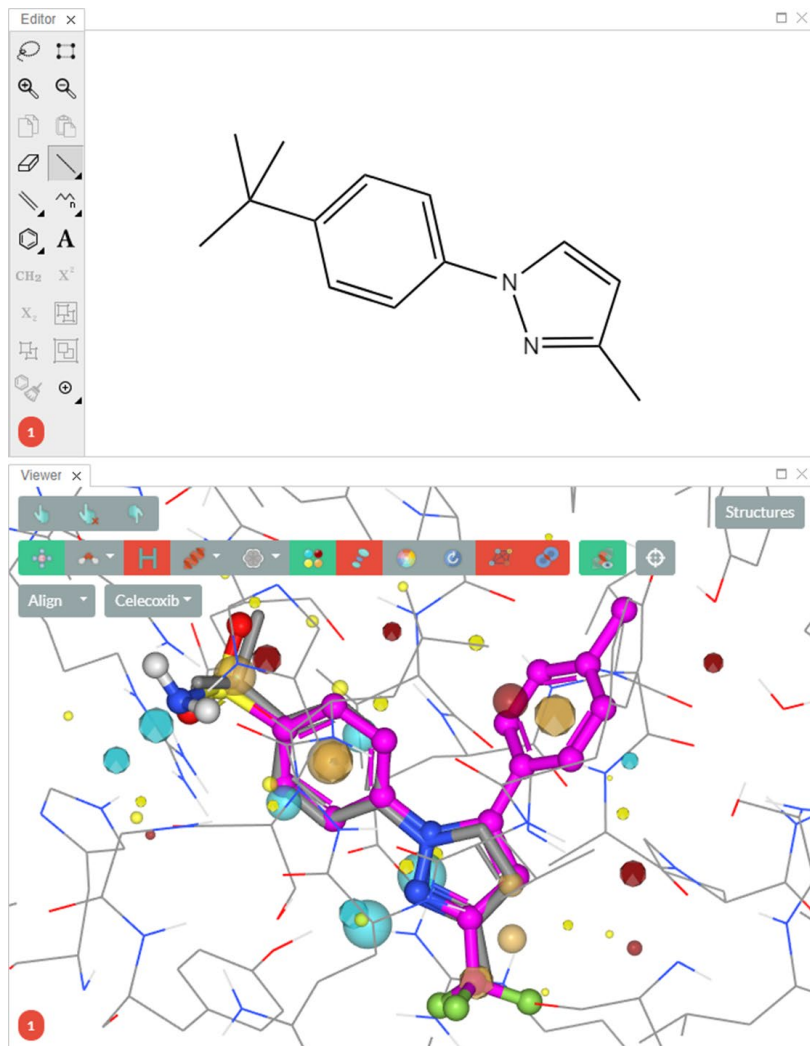 Editor
A
n
CH2
X²
X₂
1
N
N
Viewer
Structures
H
Align
Celecoxib
1